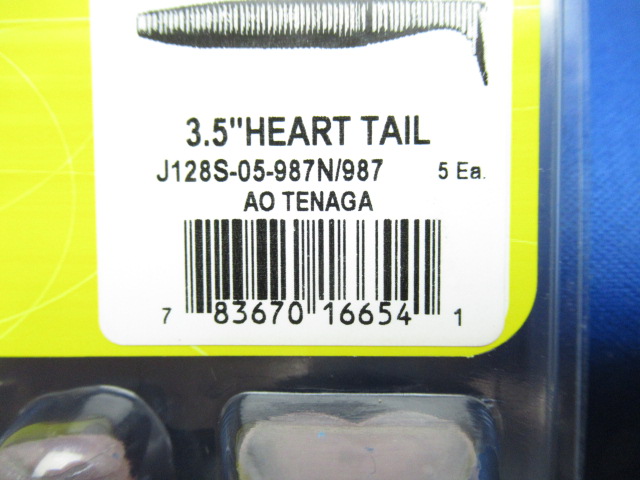 3.5"HEART TAIL
J128S-05-987N/987 5 Ea.
AO TENAGA
7 83670 16654 1